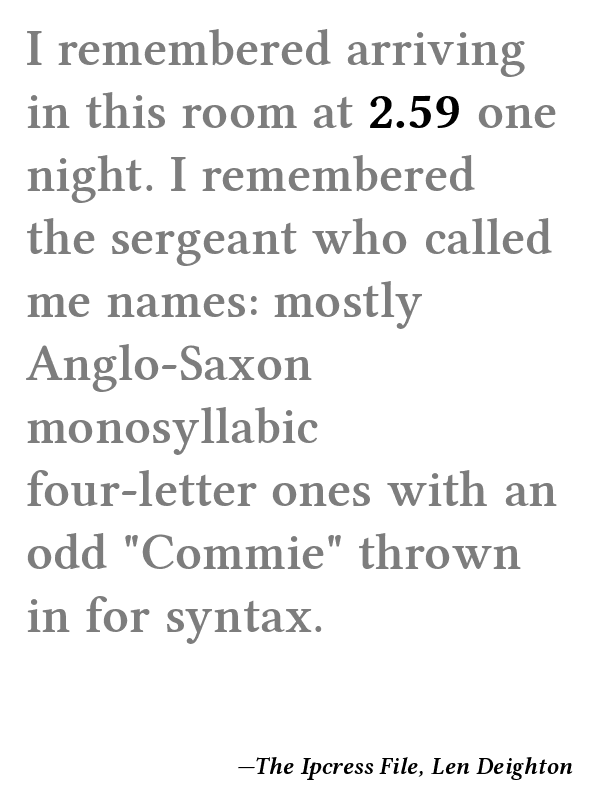 I remembered arriving
in this room at 2.59 one
night. I remembered
the sergeant who called
me names: mostly
Anglo-Saxon
monosyllabic
four-letter ones with an
odd "Commie" thrown
in for syntax.
—The Ipcress File, Len Deighton